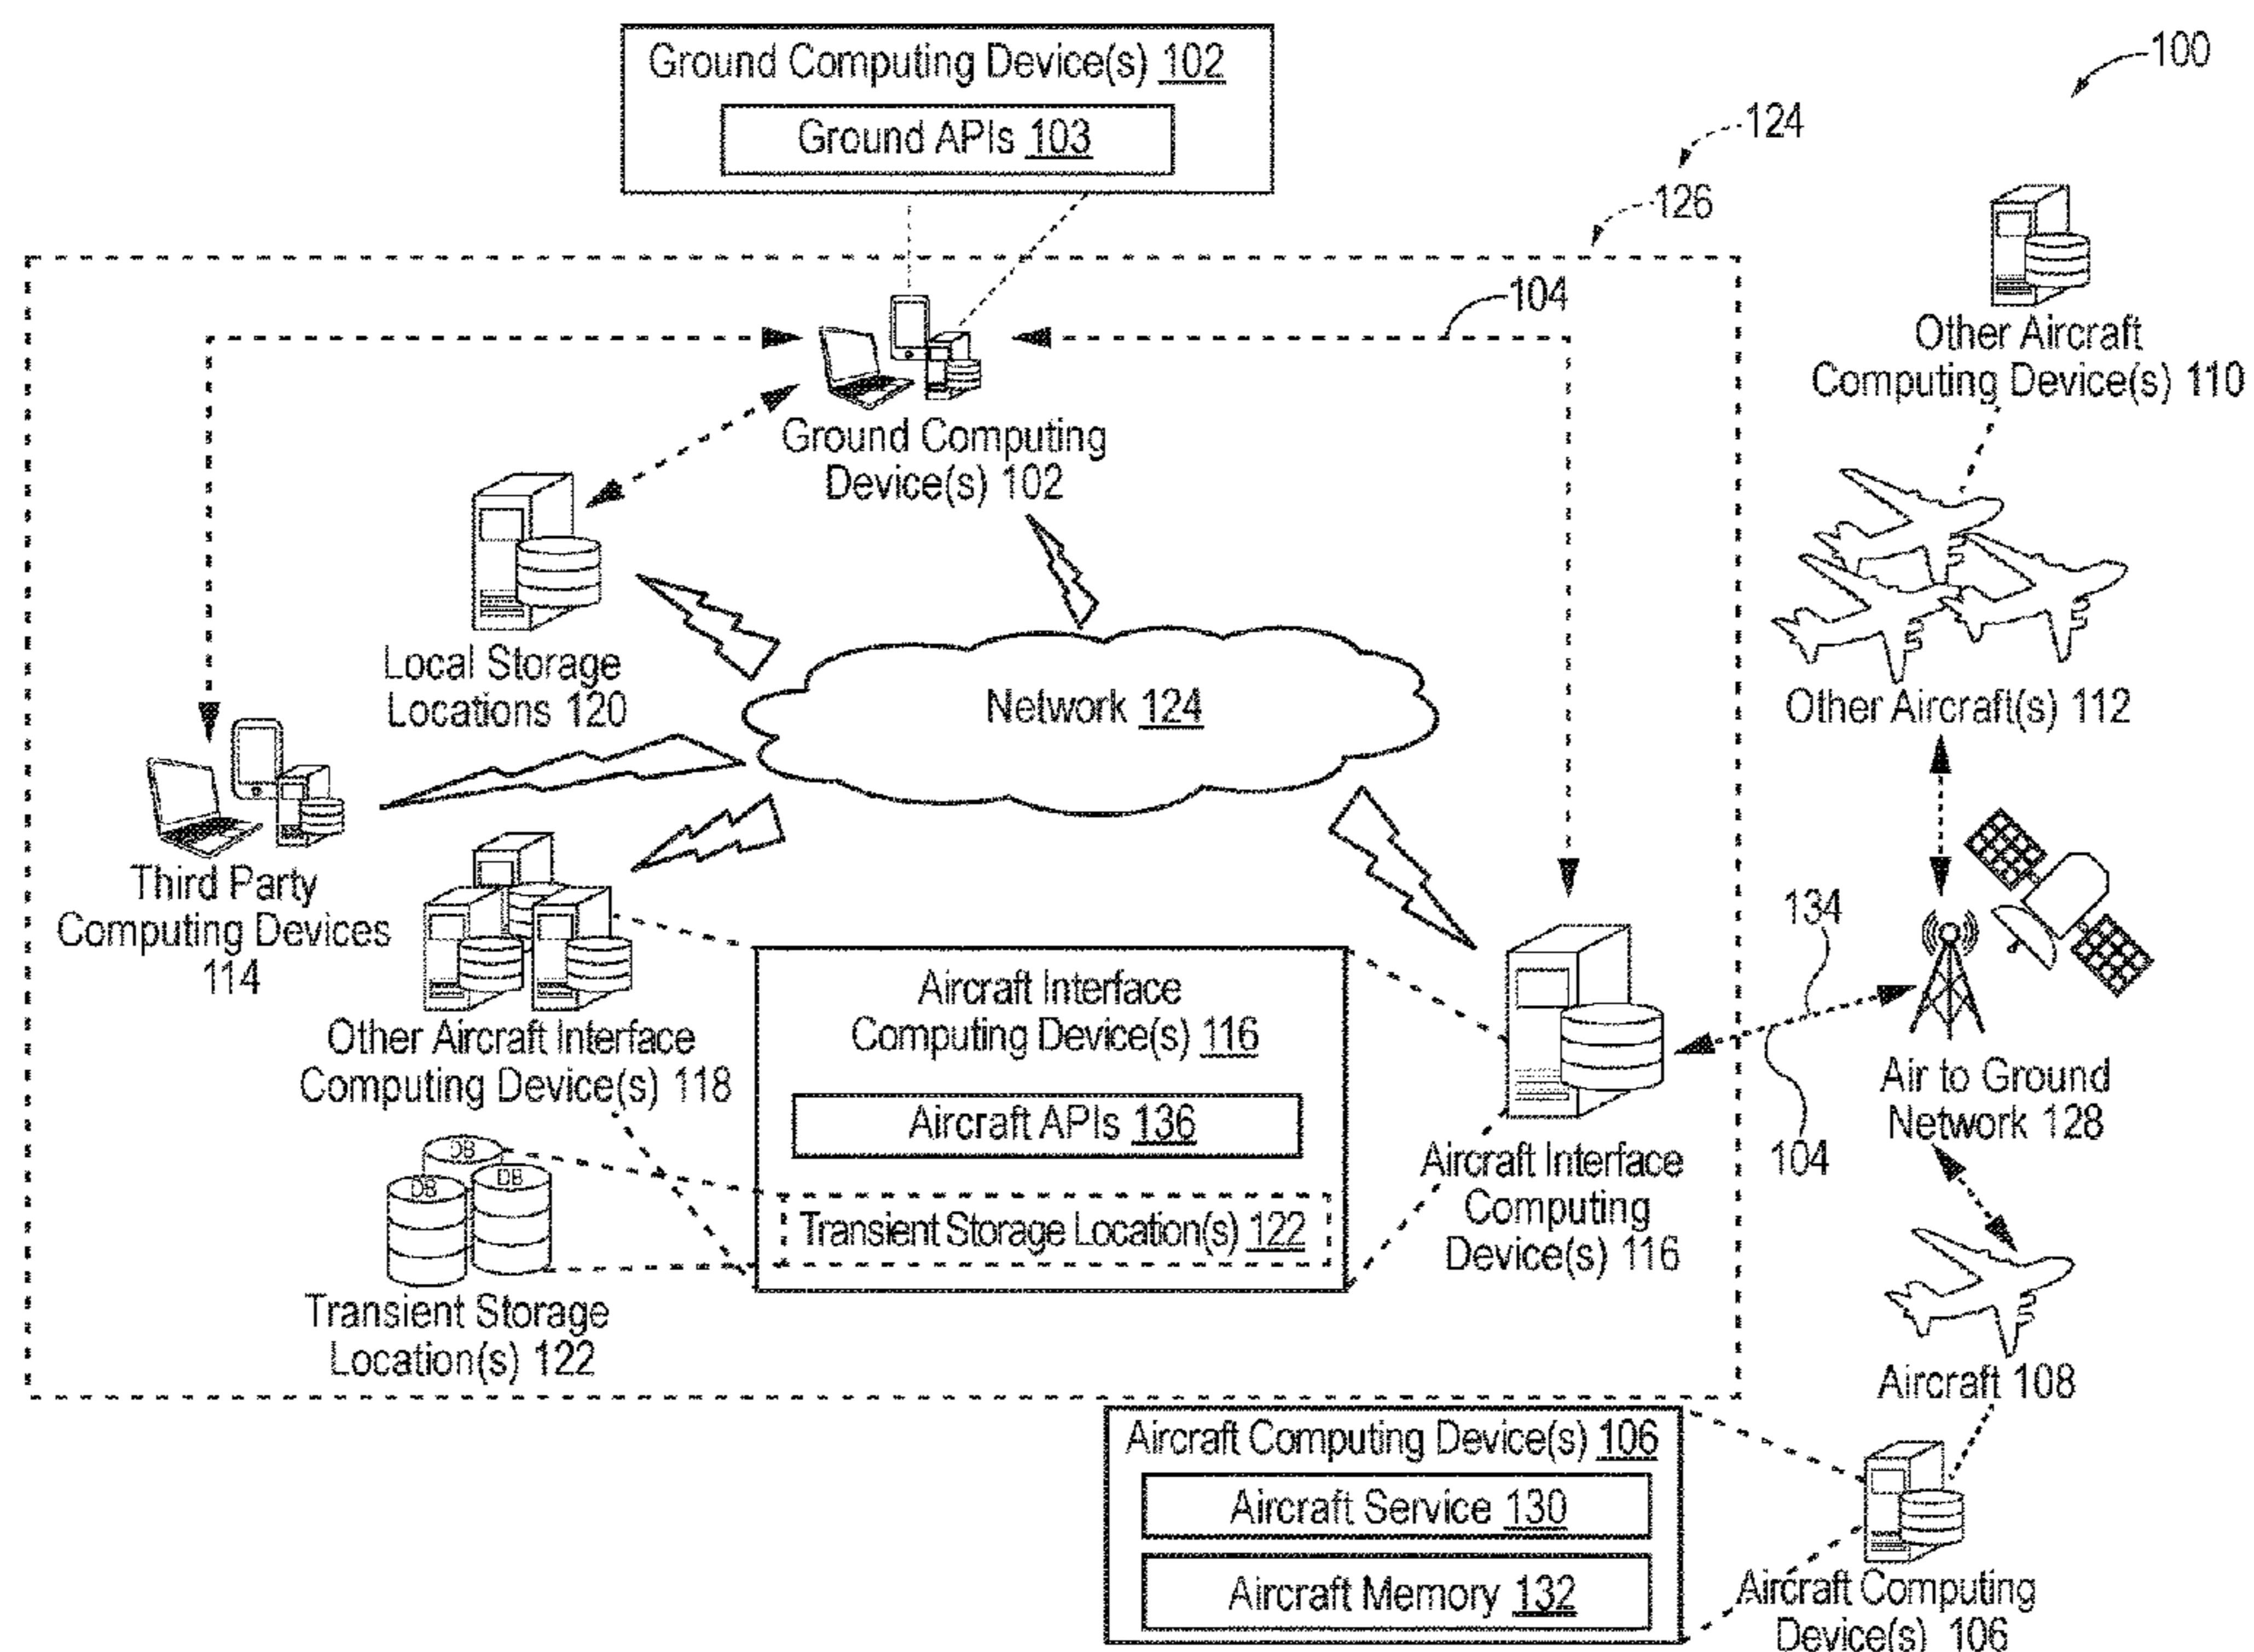 Ground Computing Device(s) 102
Ground APIs 103
100
124
126
104
Other Aircraft
Computing Device(s) 110
Ground Computing
Device(s) 102
Local Storage
Locations 120
Network 124
Other Aircraft(s) 112
Third Party
Computing Devices
114
134
Other Aircraft Interface
Computing Device(s) 118
Aircraft Interface
Computing Device(s) 116
Aircraft APIs 136
Transient Storage Location(s) 122
Aircraft Interface
Computing
Device(s) 116
104
Air to Ground
Network 128
DB
DB
DB
Transient Storage
Location(s) 122
Aircraft 108
Aircraft Computing Device(s) 106
Aircraft Service 130
Aircraft Memory 132
Aircraft Computing
Device(s) 106